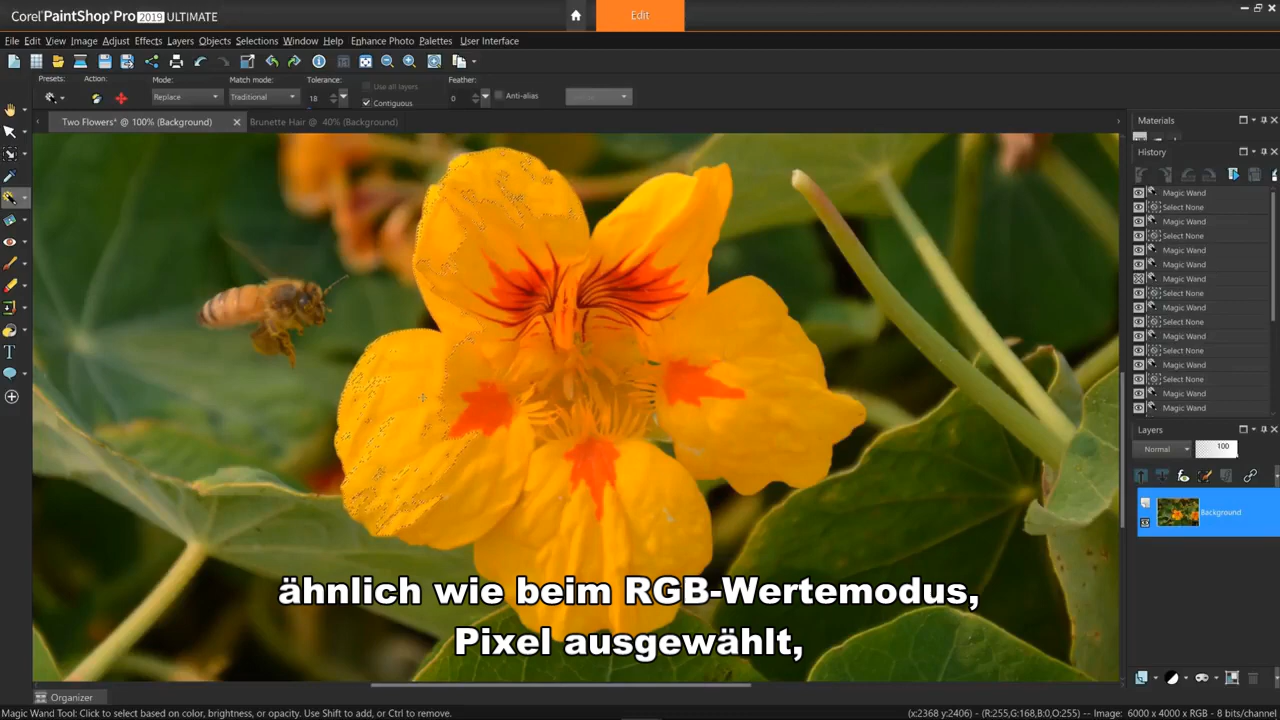 Corel PaintShop Pro 2019 ULTIMATE
Edit
File Edit View Image Adjust Effects Layers Objects Selections Window Help Enhance Photo Palettes User Interface
Presets: Action: Mode: Match mode: Tolerance: Feather:
Replace Traditional 18 Use all layers Contiguous 0 Anti-alias
Two Flowers* @ 100% (Background) Brunette Hair @ 40% (Background)
Materials
History
Magic Wand
Select None
Magic Wand
Select None
Magic Wand
Magic Wand
Magic Wand
Select None
Magic Wand
Select None
Magic Wand
Select None
Magic Wand
Select None
Magic Wand
Magic Wand
Layers
Normal 100
Background
ähnlich wie beim RGB-Wertemodus,
Pixel ausgewählt,
Organizer
Magic Wand Tool: Click to select based on color, brightness, or opacity. Use Shift to add, or Ctrl to remove. (x:2368 y:2406) - (R:255,G:168,B:0,O:255) -- Image: 6000 x 4000 x RGB - 8 bits/channel